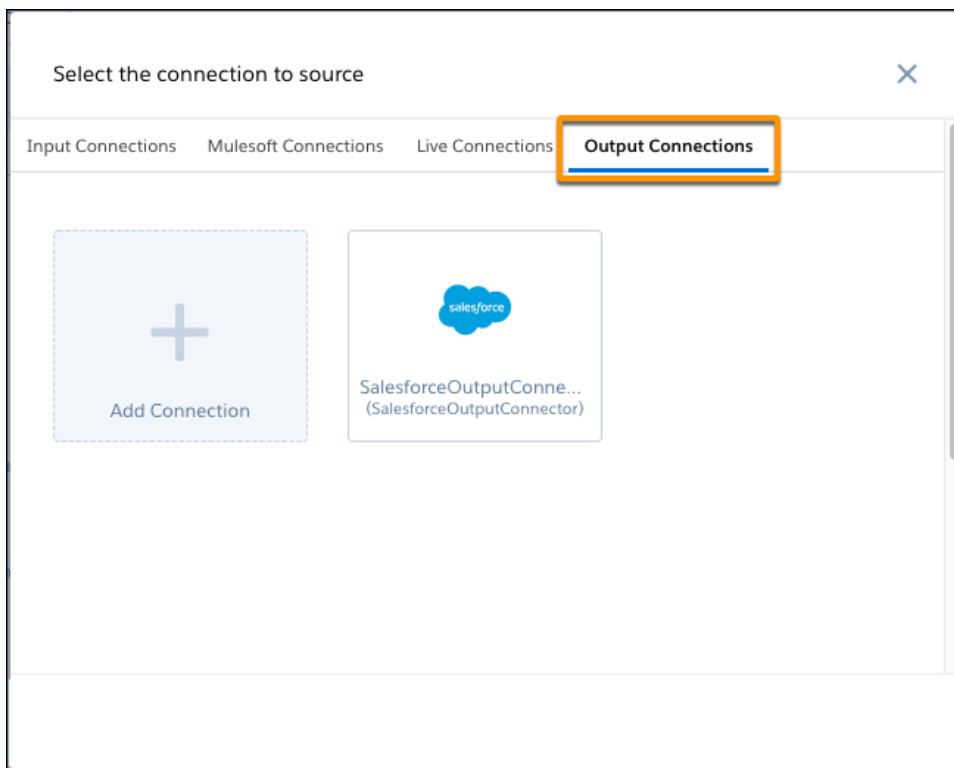 Select the connection to source
Input Connections Mulesoft Connections Live Connections Output Connections
salesforce
Add Connection
SalesforceOutputConne...
(SalesforceOutputConnector)